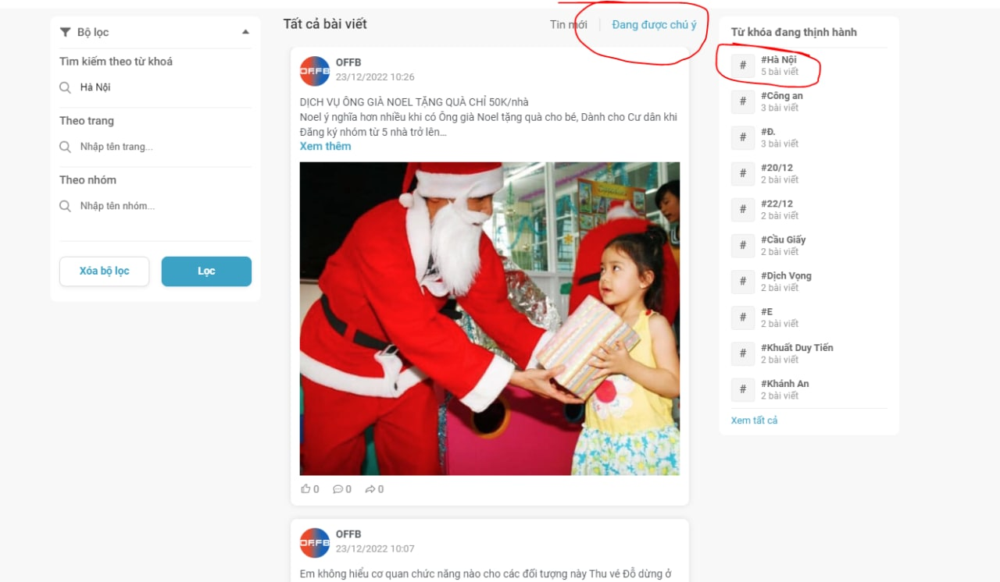 Bộ lọc
Tìm kiếm theo từ khoá
Hà Nội
Theo trang
Nhập tên trang...
Theo nhóm
Nhập tên nhóm...
Xóa bộ lọc
Lọc
Tất cả bài viết
Tin mới
Đang được chú ý
OFFB
OFFB
23/12/2022 10:26
DỊCH VỤ ÔNG GIÀ NOEL TẶNG QUÀ CHỈ 50K/nhà
Noel ý nghĩa hơn nhiều khi có Ông già Noel tặng quà cho bé, Dành cho Cư dân khi
Đăng ký nhóm từ 5 nhà trở lên...
Xem thêm
0
0
0
OFFB
OFFB
23/12/2022 10:07
Em không hiểu cơ quan chức năng nào cho các đối tượng này Thu vé Đỗ dừng ở
Từ khóa đang thịnh hành
#
#Hà Nội
5 bài viết
#
#Công an
3 bài viết
#
#Đ.
3 bài viết
#
#20/12
2 bài viết
#
#22/12
2 bài viết
#
#Cầu Giấy
2 bài viết
#
#Dịch Vọng
2 bài viết
#
#E
2 bài viết
#
#Khuất Duy Tiến
2 bài viết
#
#Khánh An
2 bài viết
Xem tất cả